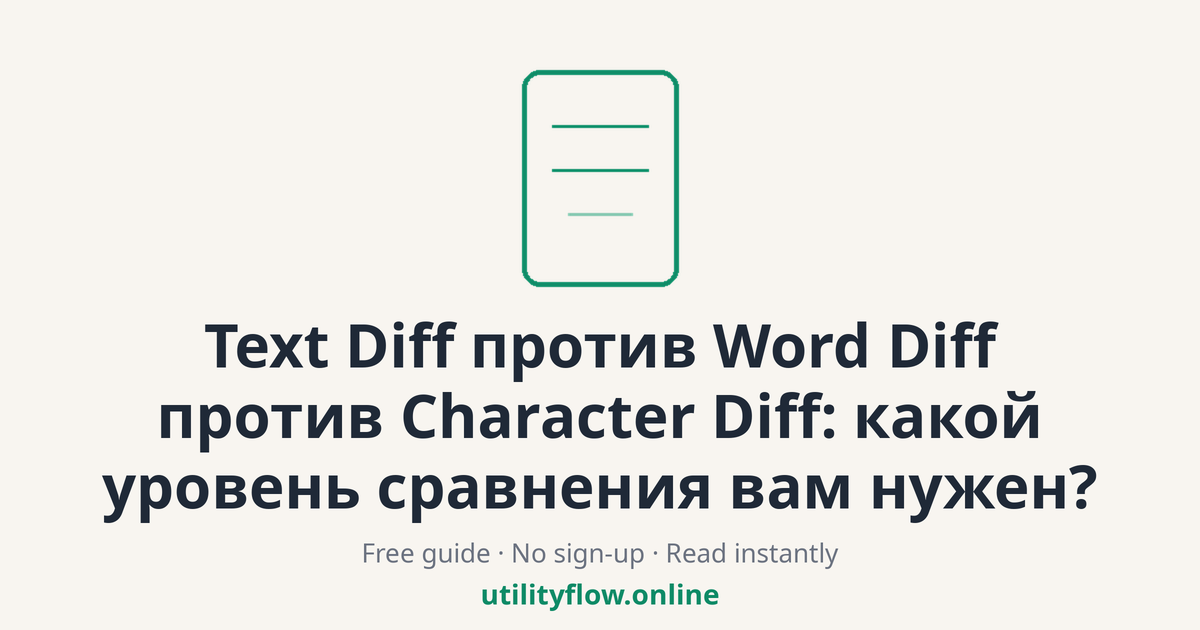 Text Diff против Word Diff
против Character Diff: какой
уровень сравнения вам нужен?
Free guide · No sign-up · Read instantly
utilityflow.online